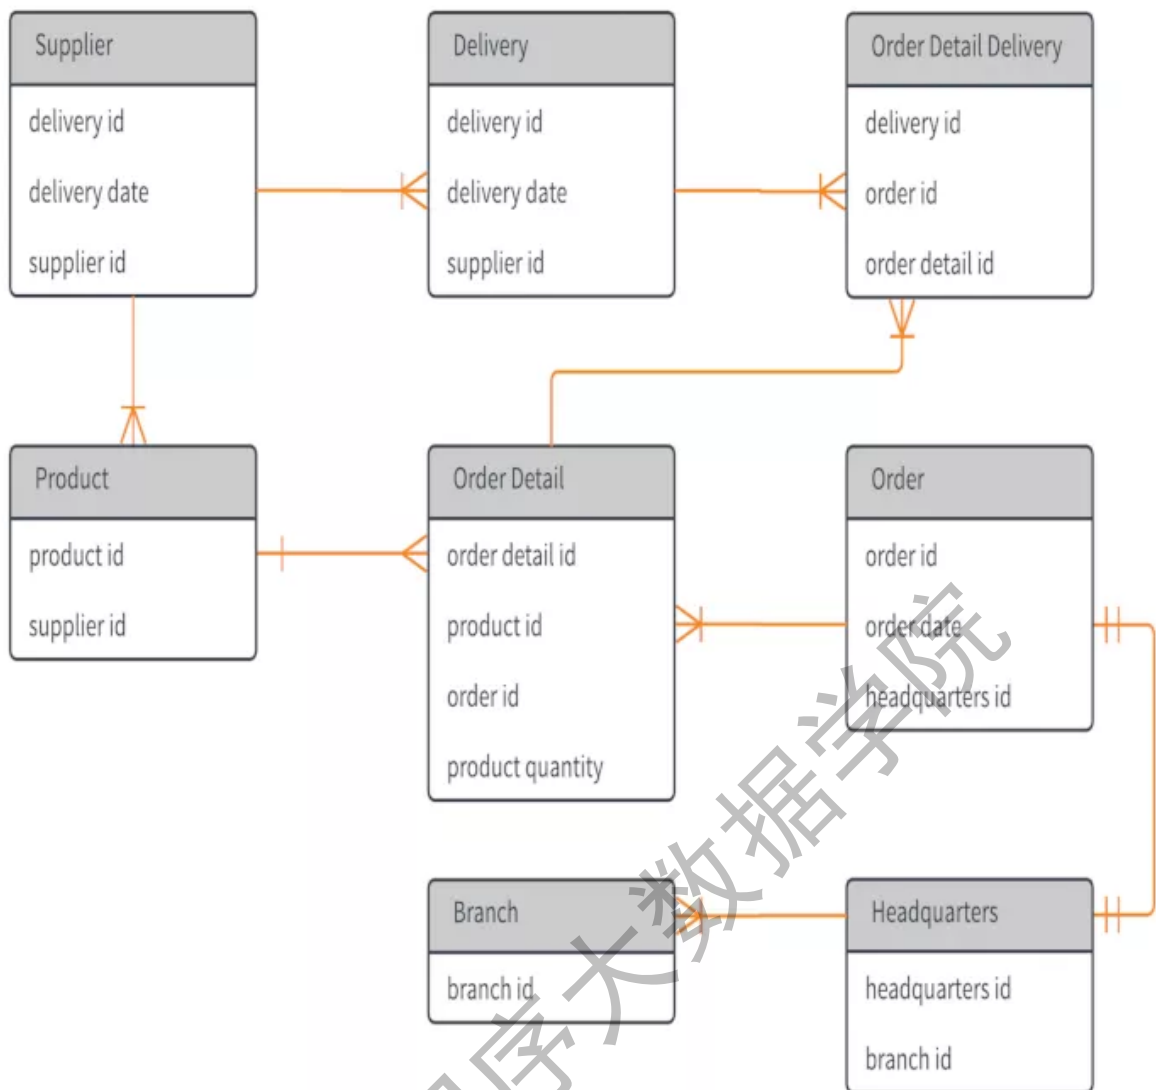 Supplier
delivery id
delivery date
supplier id
Delivery
delivery id
delivery date
supplier id
Order Detail Delivery
delivery id
order id
order detail id
Product
product id
supplier id
Order Detail
order detail id
product id
order id
product quantity
Order
order id
order date
headquarters id
Branch
branch id
Headquarters
headquarters id
branch id
序大数据学院